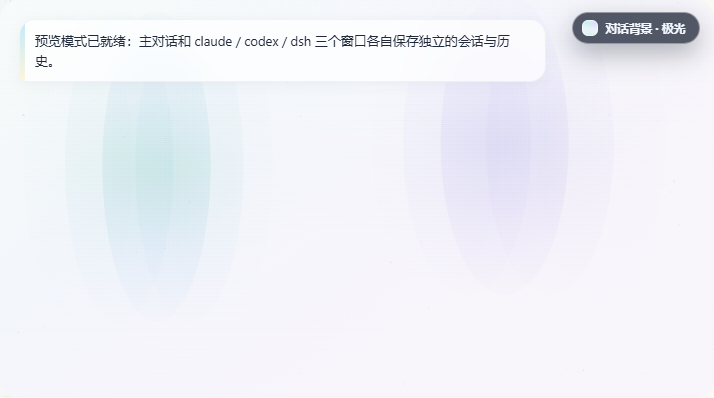 预览模式已就绪：主对话和 claude / codex / dsh 三个窗口各自保存独立的会话与历
史。
对话背景 · 极光